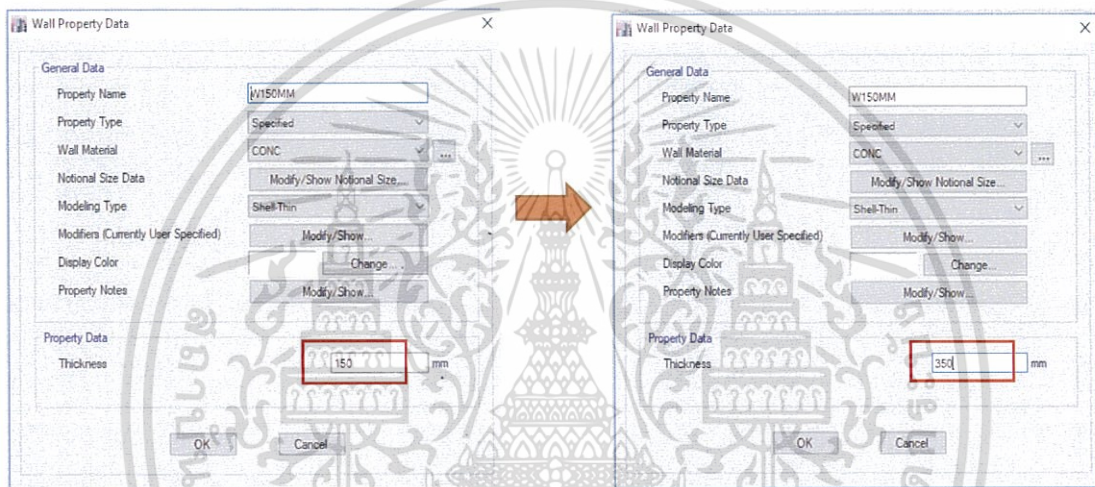 Wall Property Data
General Data
Property Name W150MM
Property Type Specified
Wall Material CONC ...
Notional Size Data Modify/Show Notional Size...
Modeling Type Shell-Thin
Modifiers (Currently User Specified) Modify/Show...
Display Color Change...
Property Notes Modify/Show...
Property Data
Thickness 150 mm
OK Cancel
Wall Property Data
General Data
Property Name W150MM
Property Type Specified
Wall Material CONC ...
Notional Size Data Modify/Show Notional Size...
Modeling Type Shell-Thin
Modifiers (Currently User Specified) Modify/Show...
Display Color Change...
Property Notes Modify/Show...
Property Data
Thickness 350 mm
OK Cancel